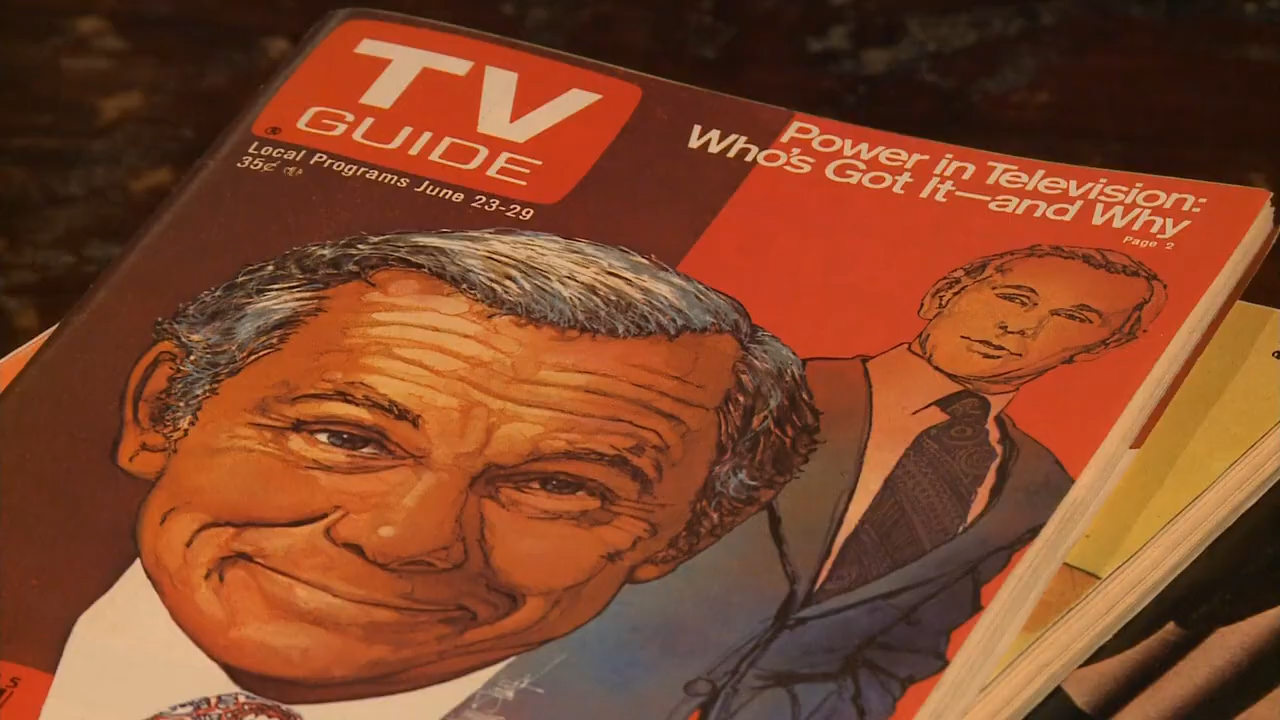 TV
GUIDE
®
Local Programs June 23-29
35¢
Power in Television:
Who's Got It—and Why
Page 2